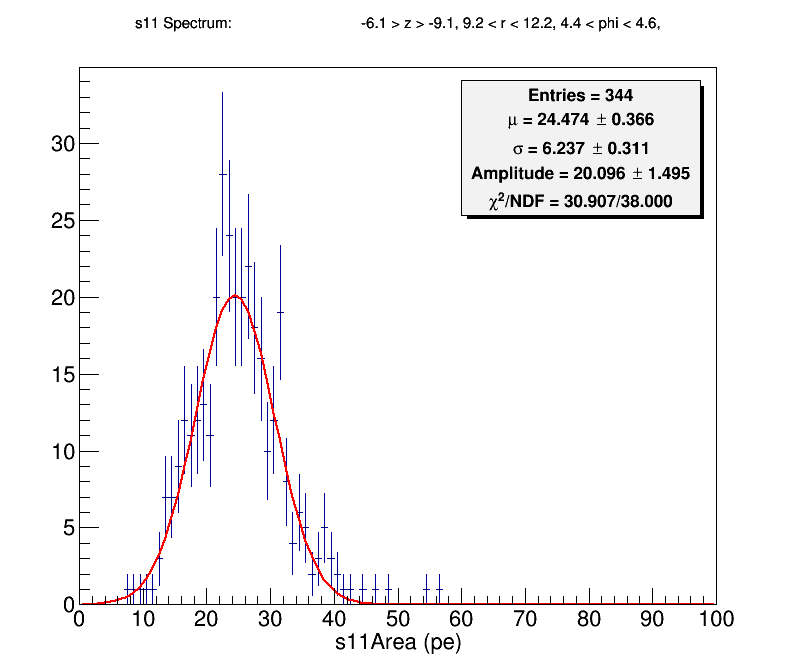 s11 Spectrum: -6.1 > z > -9.1, 9.2 < r < 12.2, 4.4 < phi < 4.6,
Entries = 344
μ = 24.474 ± 0.366
σ = 6.237 ± 0.311
Amplitude = 20.096 ± 1.495
χ²/NDF = 30.907/38.000
30
25
20
15
10
5
0
0 10 20 30 40 50 60 70 80 90 100
s11Area (pe)